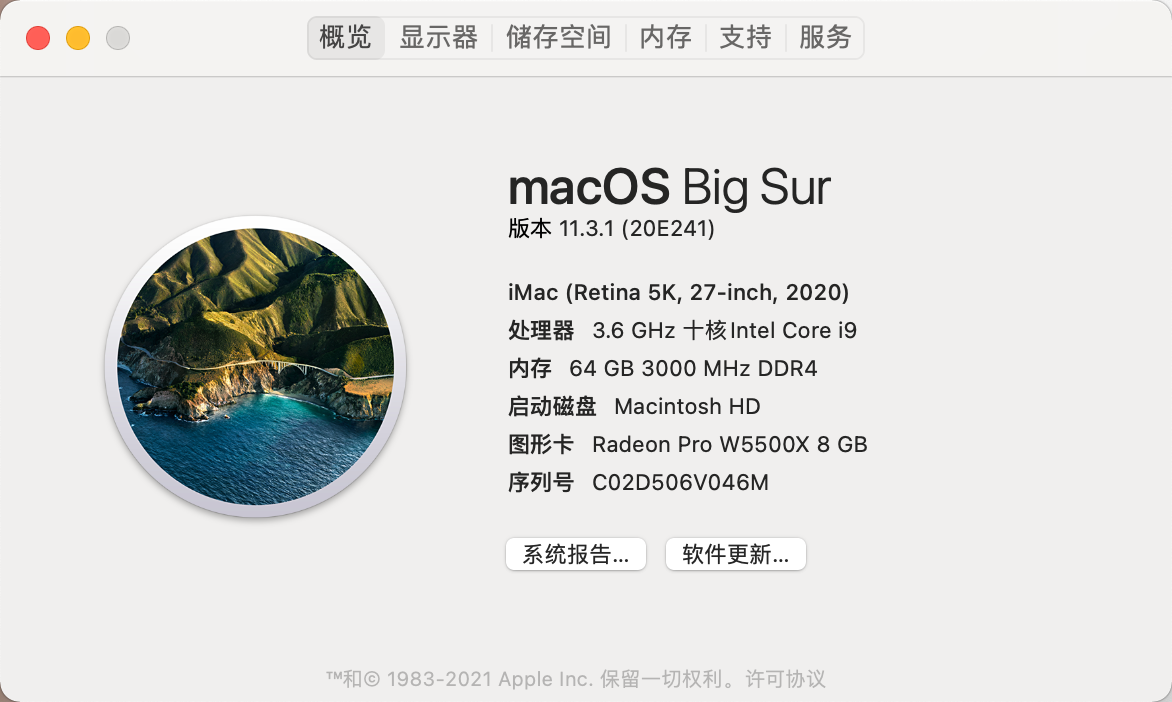 概览 显示器 储存空间 内存 支持 服务
macOS Big Sur
版本 11.3.1 (20E241)
iMac (Retina 5K, 27-inch, 2020)
处理器 3.6 GHz 十核Intel Core i9
内存 64 GB 3000 MHz DDR4
启动磁盘 Macintosh HD
图形卡 Radeon Pro W5500X 8 GB
序列号 C02D506V046M
系统报告... 软件更新...
™和© 1983-2021 Apple Inc. 保留一切权利。许可协议